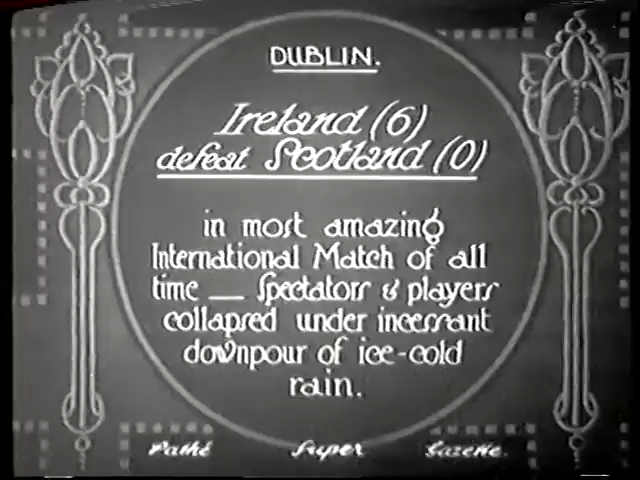 DUBLIN.
Ireland (6)
defeat Scotland (0)
in most amazing
International Match of all
time — Spectators & players
collapsed under incessant
downpour of ice-cold
rain.
Pathé Super Gazette.